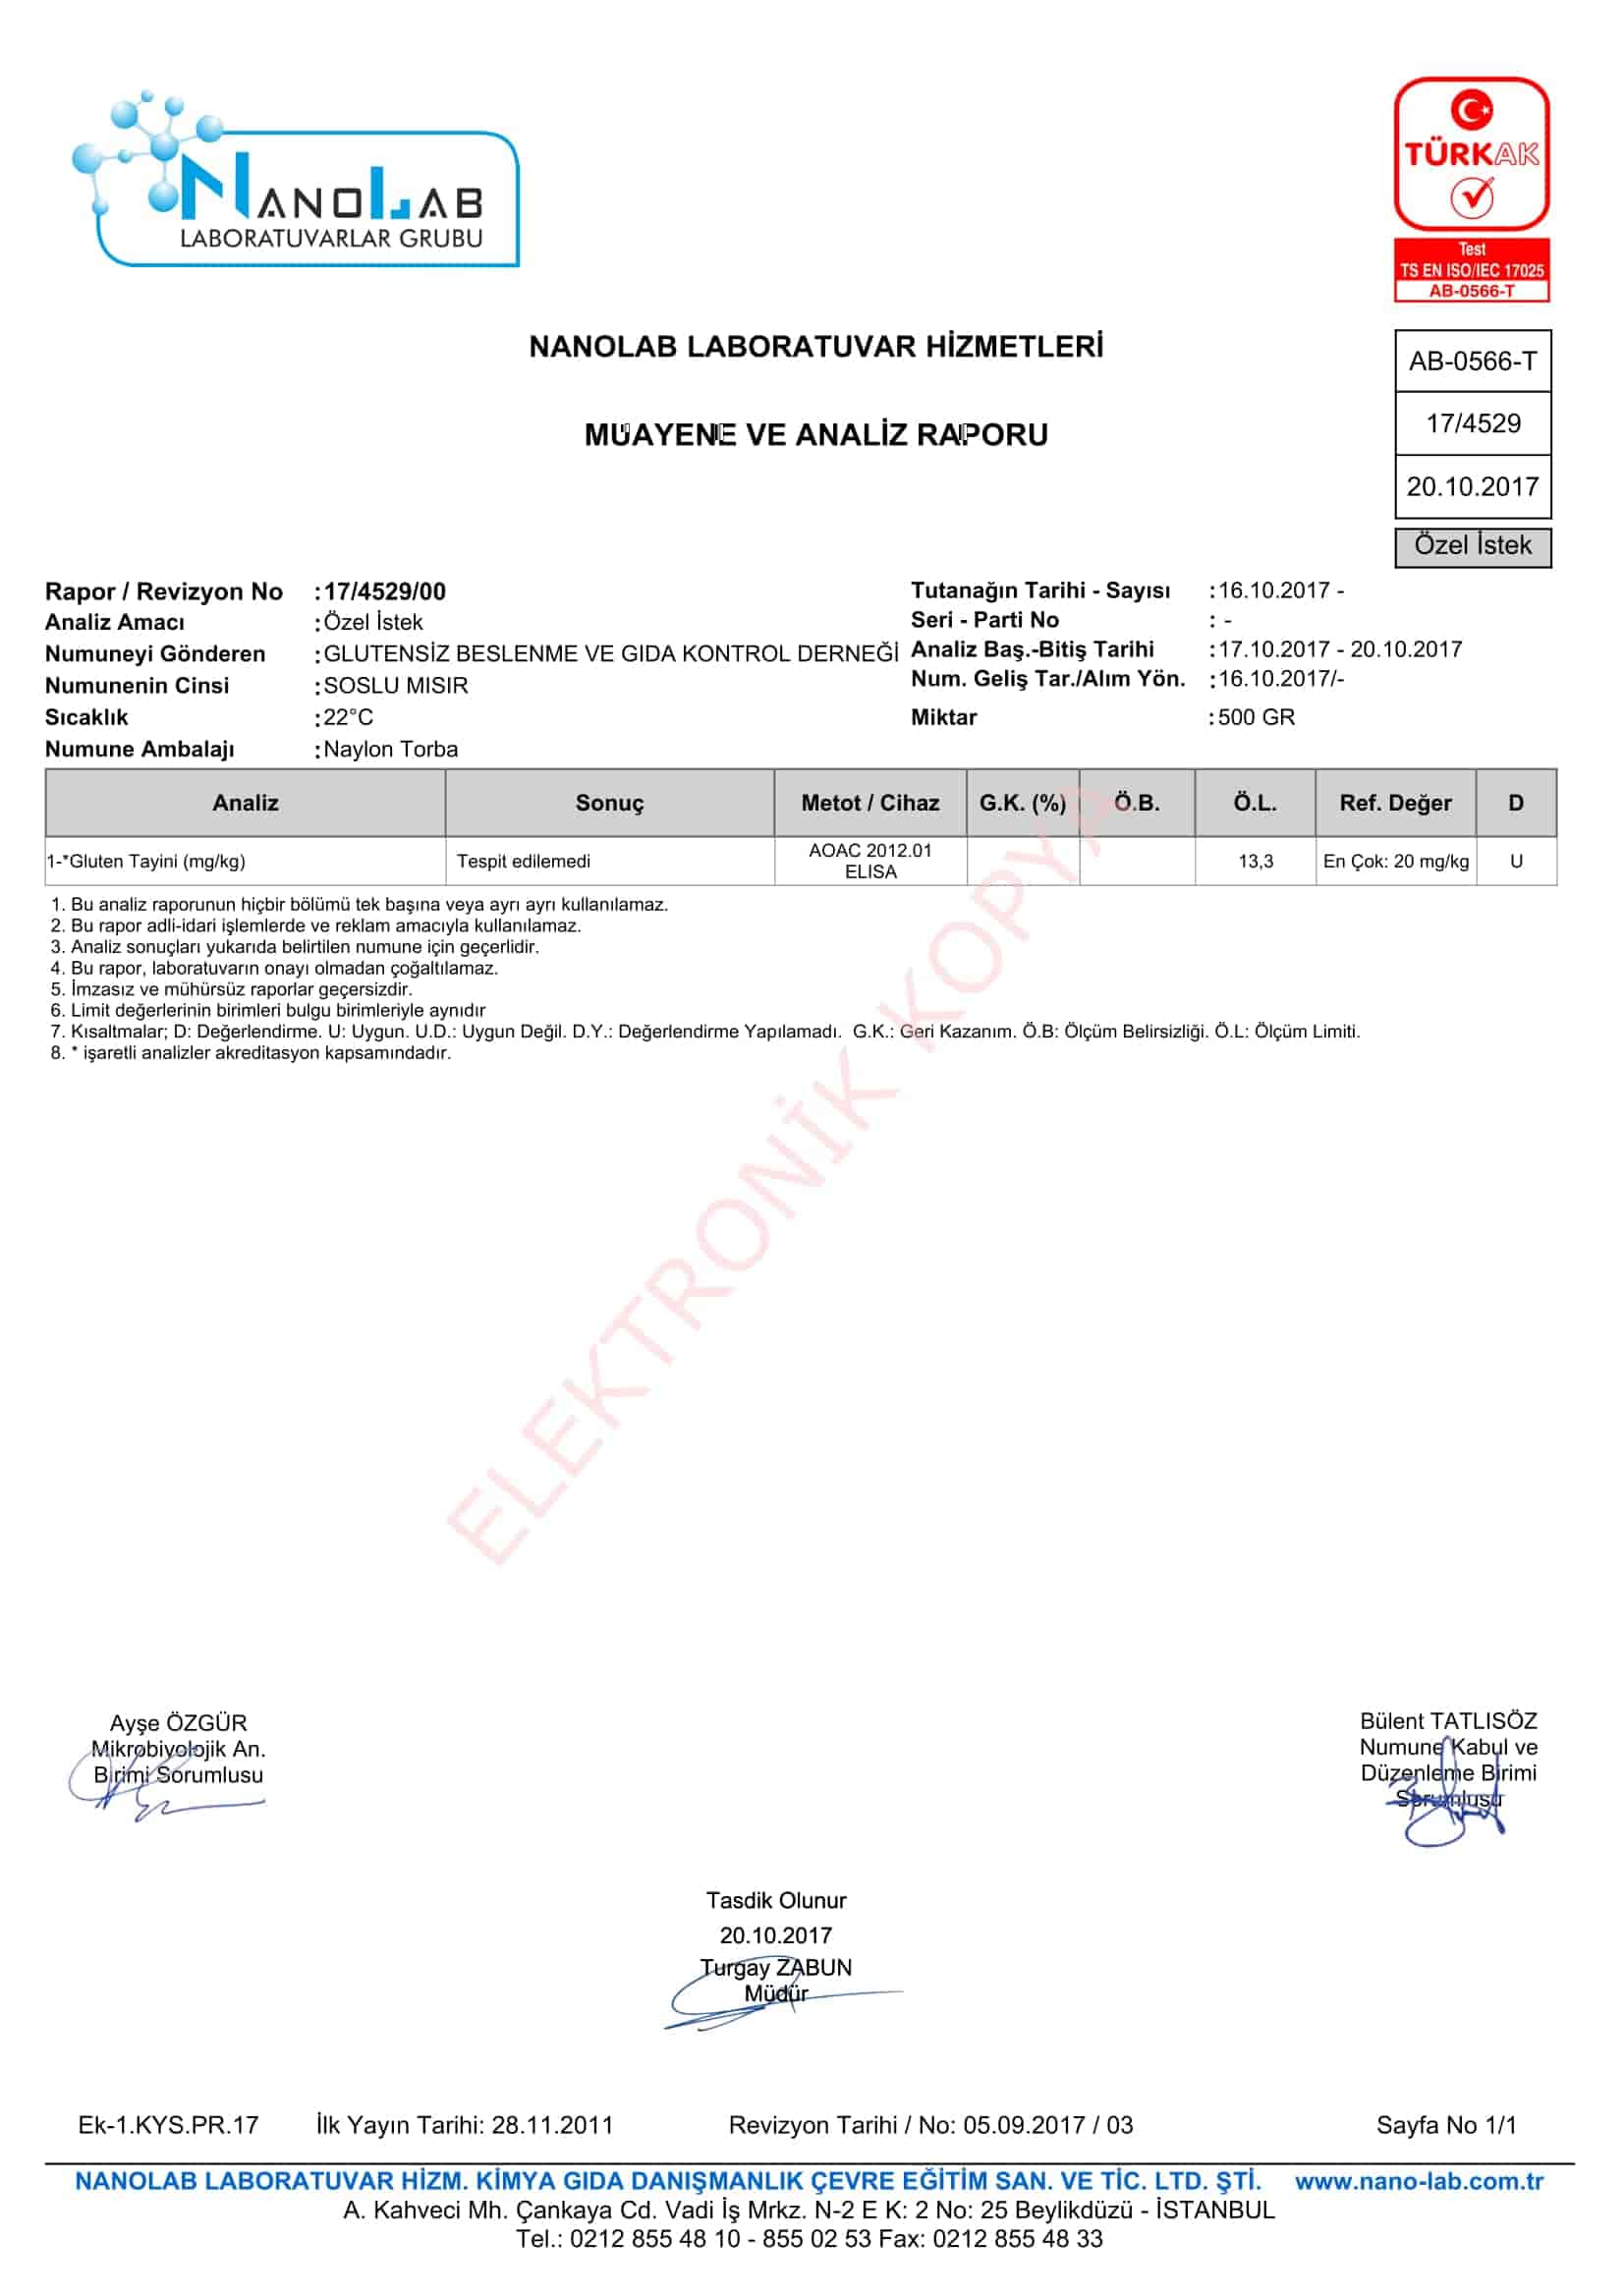 NANOLAB
LABORATUVARLAR GRUBU
TÜRKAK
Test
TS EN ISO/IEC 17025
AB-0566-T
NANOLAB LABORATUVAR HİZMETLERİ
MUAYENE VE ANALİZ RAPORU
AB-0566-T
17/4529
20.10.2017
Özel İstek
Rapor / Revizyon No :17/4529/00
Analiz Amacı :Özel İstek
Numuneyi Gönderen :GLUTENSİZ BESLENME VE GIDA KONTROL DERNEĞİ
Numunenin Cinsi :SOSLU MISIR
Sıcaklık :22°C
Numune Ambalajı :Naylon Torba
Tutanağın Tarihi - Sayısı :16.10.2017 -
Seri - Parti No : -
Analiz Baş.-Bitiş Tarihi :17.10.2017 - 20.10.2017
Num. Geliş Tar./Alım Yön. :16.10.2017/-
Miktar :500 GR
Analiz Sonuç Metot / Cihaz G.K. (%) Ö.B. Ö.L. Ref. Değer D
1-*Gluten Tayini (mg/kg) Tespit edilemedi AOAC 2012.01 ELISA 13,3 En Çok: 20 mg/kg U
1. Bu analiz raporunun hiçbir bölümü tek başına veya ayrı ayrı kullanılamaz.
2. Bu rapor adli-idari işlemlerde ve reklam amacıyla kullanılamaz.
3. Analiz sonuçları yukarıda belirtilen numune için geçerlidir.
4. Bu rapor, laboratuvarın onayı olmadan çoğaltılamaz.
5. İmzasız ve mühürsüz raporlar geçersizdir.
6. Limit değerlerinin birimleri bulgu birimleriyle aynıdır
7. Kısaltmalar; D: Değerlendirme. U: Uygun. U.D.: Uygun Değil. D.Y.: Değerlendirme Yapılamadı. G.K.: Geri Kazanım. Ö.B: Ölçüm Belirsizliği. Ö.L: Ölçüm Limiti.
8. * işaretli analizler akreditasyon kapsamındadır.
ELEKTRONİK KOPYA
Ayşe ÖZGÜR
Mikrobiyolojik An.
Birimi Sorumlusu
Bülent TATLISÖZ
Numune Kabul ve
Düzenleme Birimi
Sorumlusu
Tasdik Olunur
20.10.2017
Turgay ZABUN
Müdür
Ek-1.KYS.PR.17 İlk Yayın Tarihi: 28.11.2011 Revizyon Tarihi / No: 05.09.2017 / 03 Sayfa No 1/1
NANOLAB LABORATUVAR HİZM. KİMYA GIDA DANIŞMANLIK ÇEVRE EĞİTİM SAN. VE TİC. LTD. ŞTİ. www.nano-lab.com.tr
A. Kahveci Mh. Çankaya Cd. Vadi İş Mrkz. N-2 E K: 2 No: 25 Beylikdüzü - İSTANBUL
Tel.: 0212 855 48 10 - 855 02 53 Fax: 0212 855 48 33